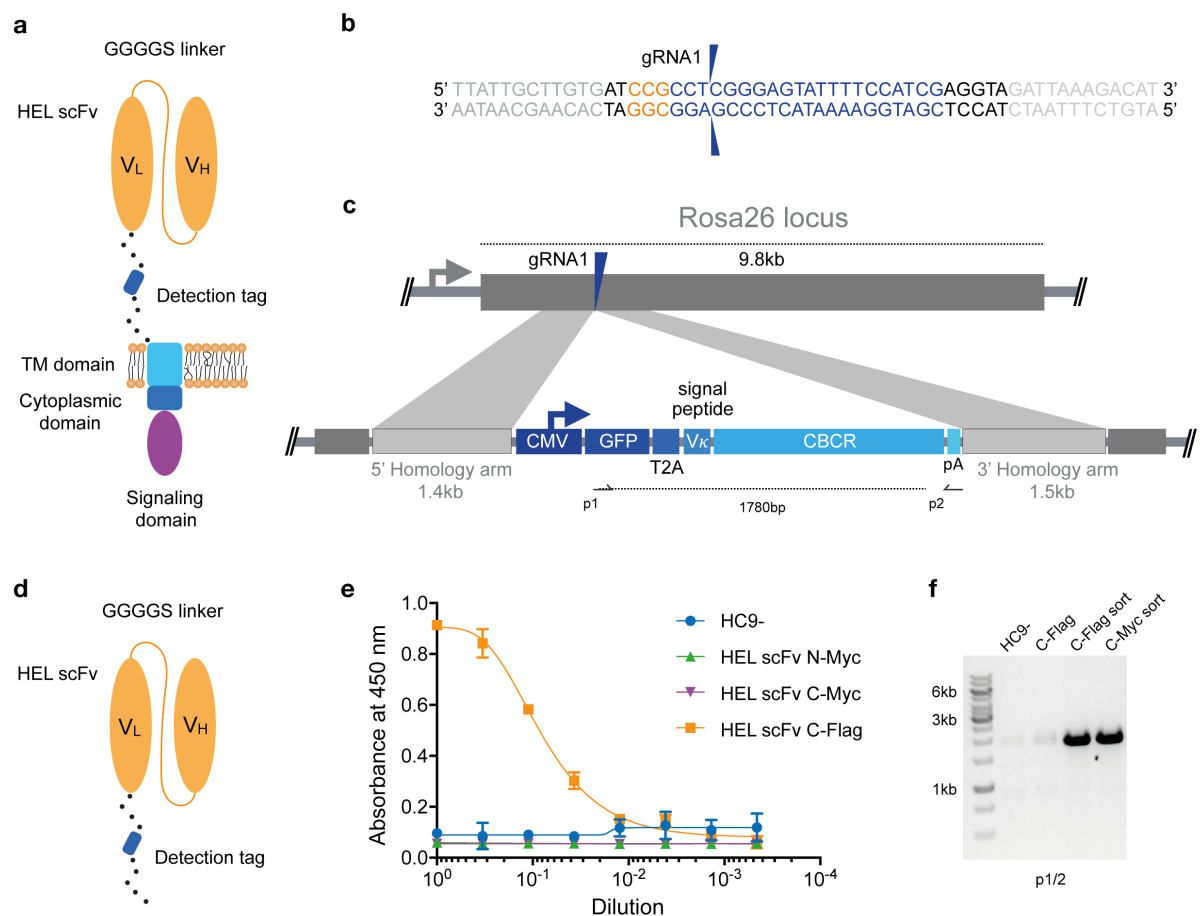 a
GGGGS linker
HEL scFv
VL
VH
Detection tag
TM domain
Cytoplasmic
domain
Signaling
domain
b
gRNA1
5’ TTATTGCTTGTGATCCGCCTCGGGAGTATTTTCCATCGAGGTAGATTAAAGACAT 3’
3’ AATAACGAACACTAGGCGGAGCCCTCATAAAAGGTAGCTCCATCTAATTTCTGTA 5’
c
Rosa26 locus
gRNA1
9.8kb
signal
peptide
CMV
GFP
Vκ
CBCR
5’ Homology arm
1.4kb
T2A
pA
3’ Homology arm
1.5kb
p1
1780bp
p2
d
GGGGS linker
HEL scFv
VL
VH
Detection tag
e
Absorbance at 450 nm
1.0
0.8
0.6
0.4
0.2
0.0
10⁰
10⁻¹
10⁻²
10⁻³
10⁻⁴
Dilution
HC9-
HEL scFv N-Myc
HEL scFv C-Myc
HEL scFv C-Flag
f
HC9-
C-Flag
C-Flag sort
C-Myc sort
6kb
3kb
1kb
p1/2